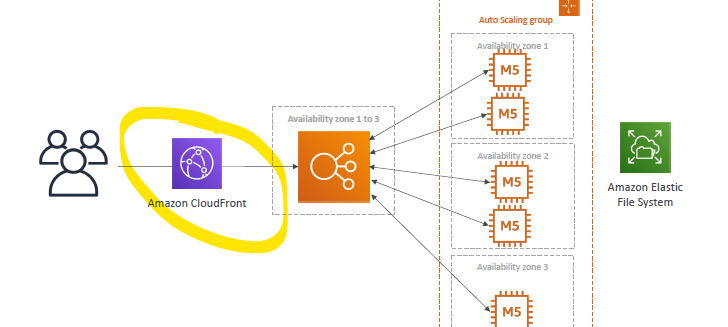 Auto Scaling group
Availability zone 1
M5
M5
Availability zone 1 to 3
Amazon CloudFront
Availability zone 2
M5
M5
Amazon Elastic
File System
Availability zone 3
M5